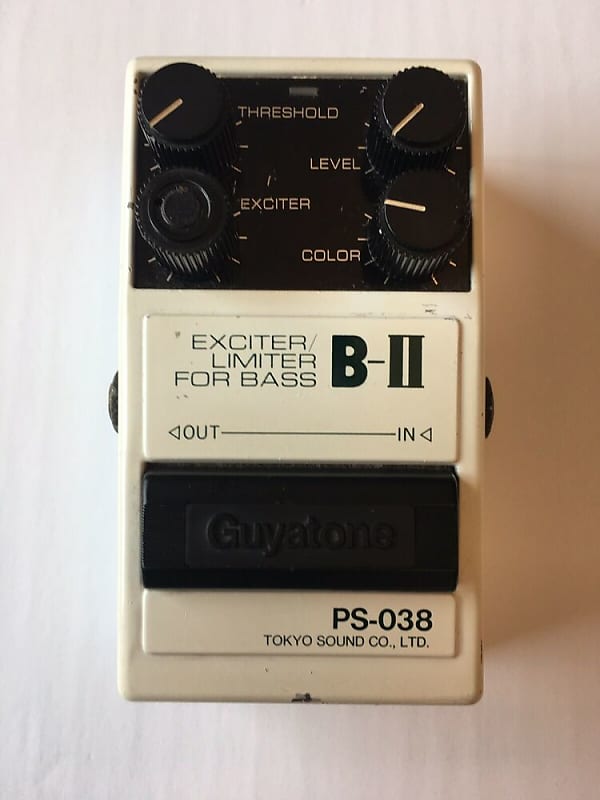 THRESHOLD
LEVEL
EXCITER
COLOR
EXCITER/
LIMITER
FOR BASS
B-II
◁OUT
IN◁
Guyatone
PS-038
TOKYO SOUND CO., LTD.